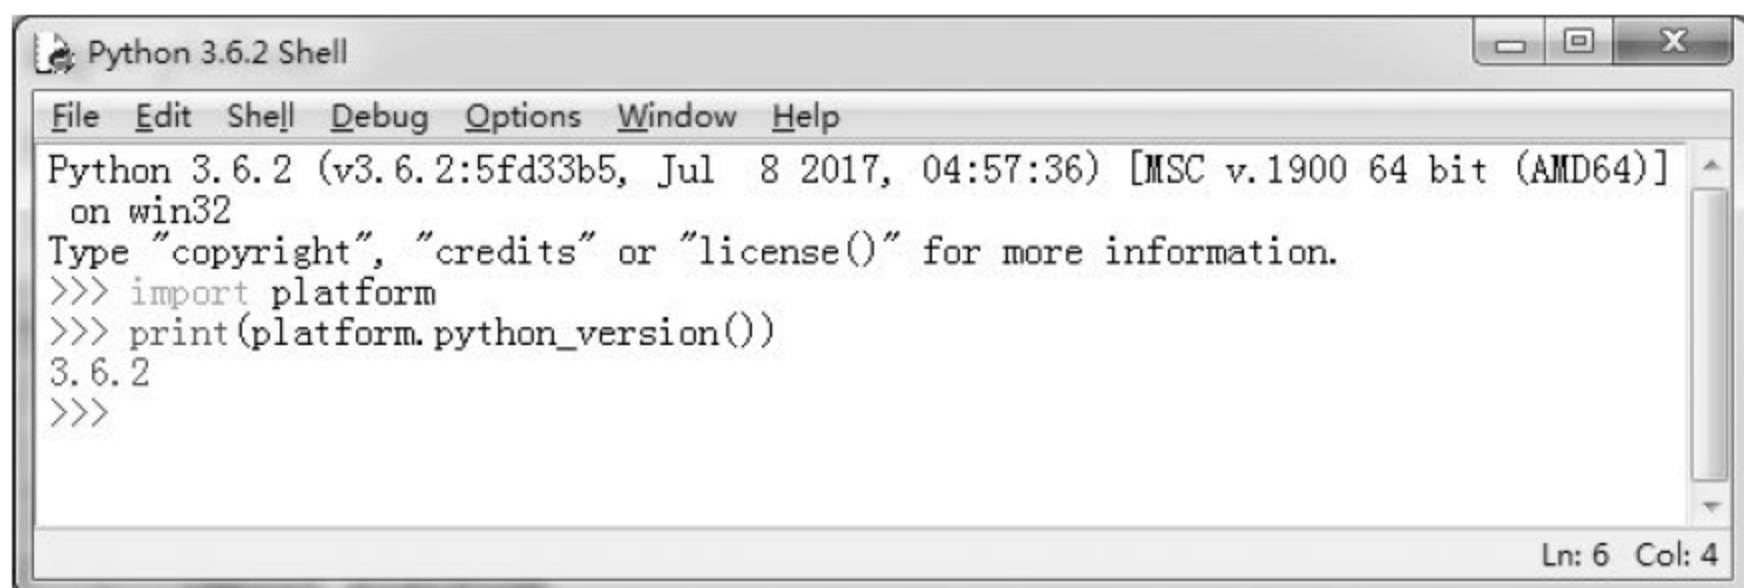 Python 3.6.2 Shell
File Edit Shell Debug Options Window Help
Python 3.6.2 (v3.6.2:5fd33b5, Jul  8 2017, 04:57:36) [MSC v.1900 64 bit (AMD64)]
 on win32
Type "copyright", "credits" or "license()" for more information.
>>> import platform
>>> print(platform.python_version())
3.6.2
>>>
Ln: 6 Col: 4